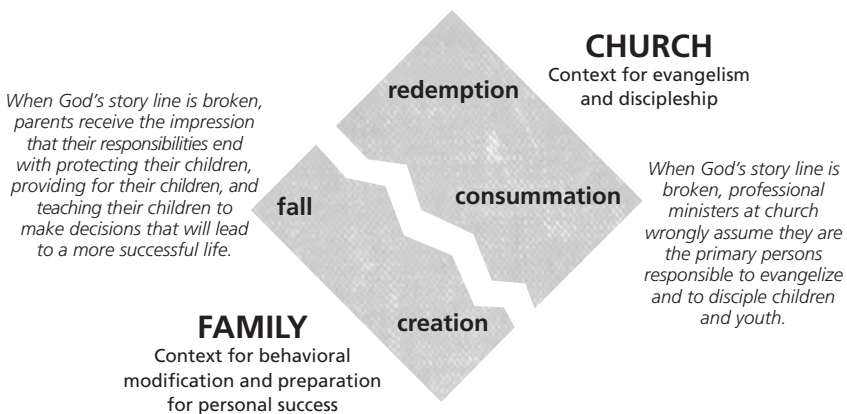 CHURCH
Context for evangelism
and discipleship
redemption
When God’s story line is broken,
parents receive the impression
that their responsibilities end
with protecting their children,
providing for their children, and
teaching their children to
make decisions that will lead
to a more successful life.
fall
consummation
When God’s story line is
broken, professional
ministers at church
wrongly assume they are
the primary persons
responsible to evangelize
and to disciple children
and youth.
creation
FAMILY
Context for behavioral
modification and preparation
for personal success